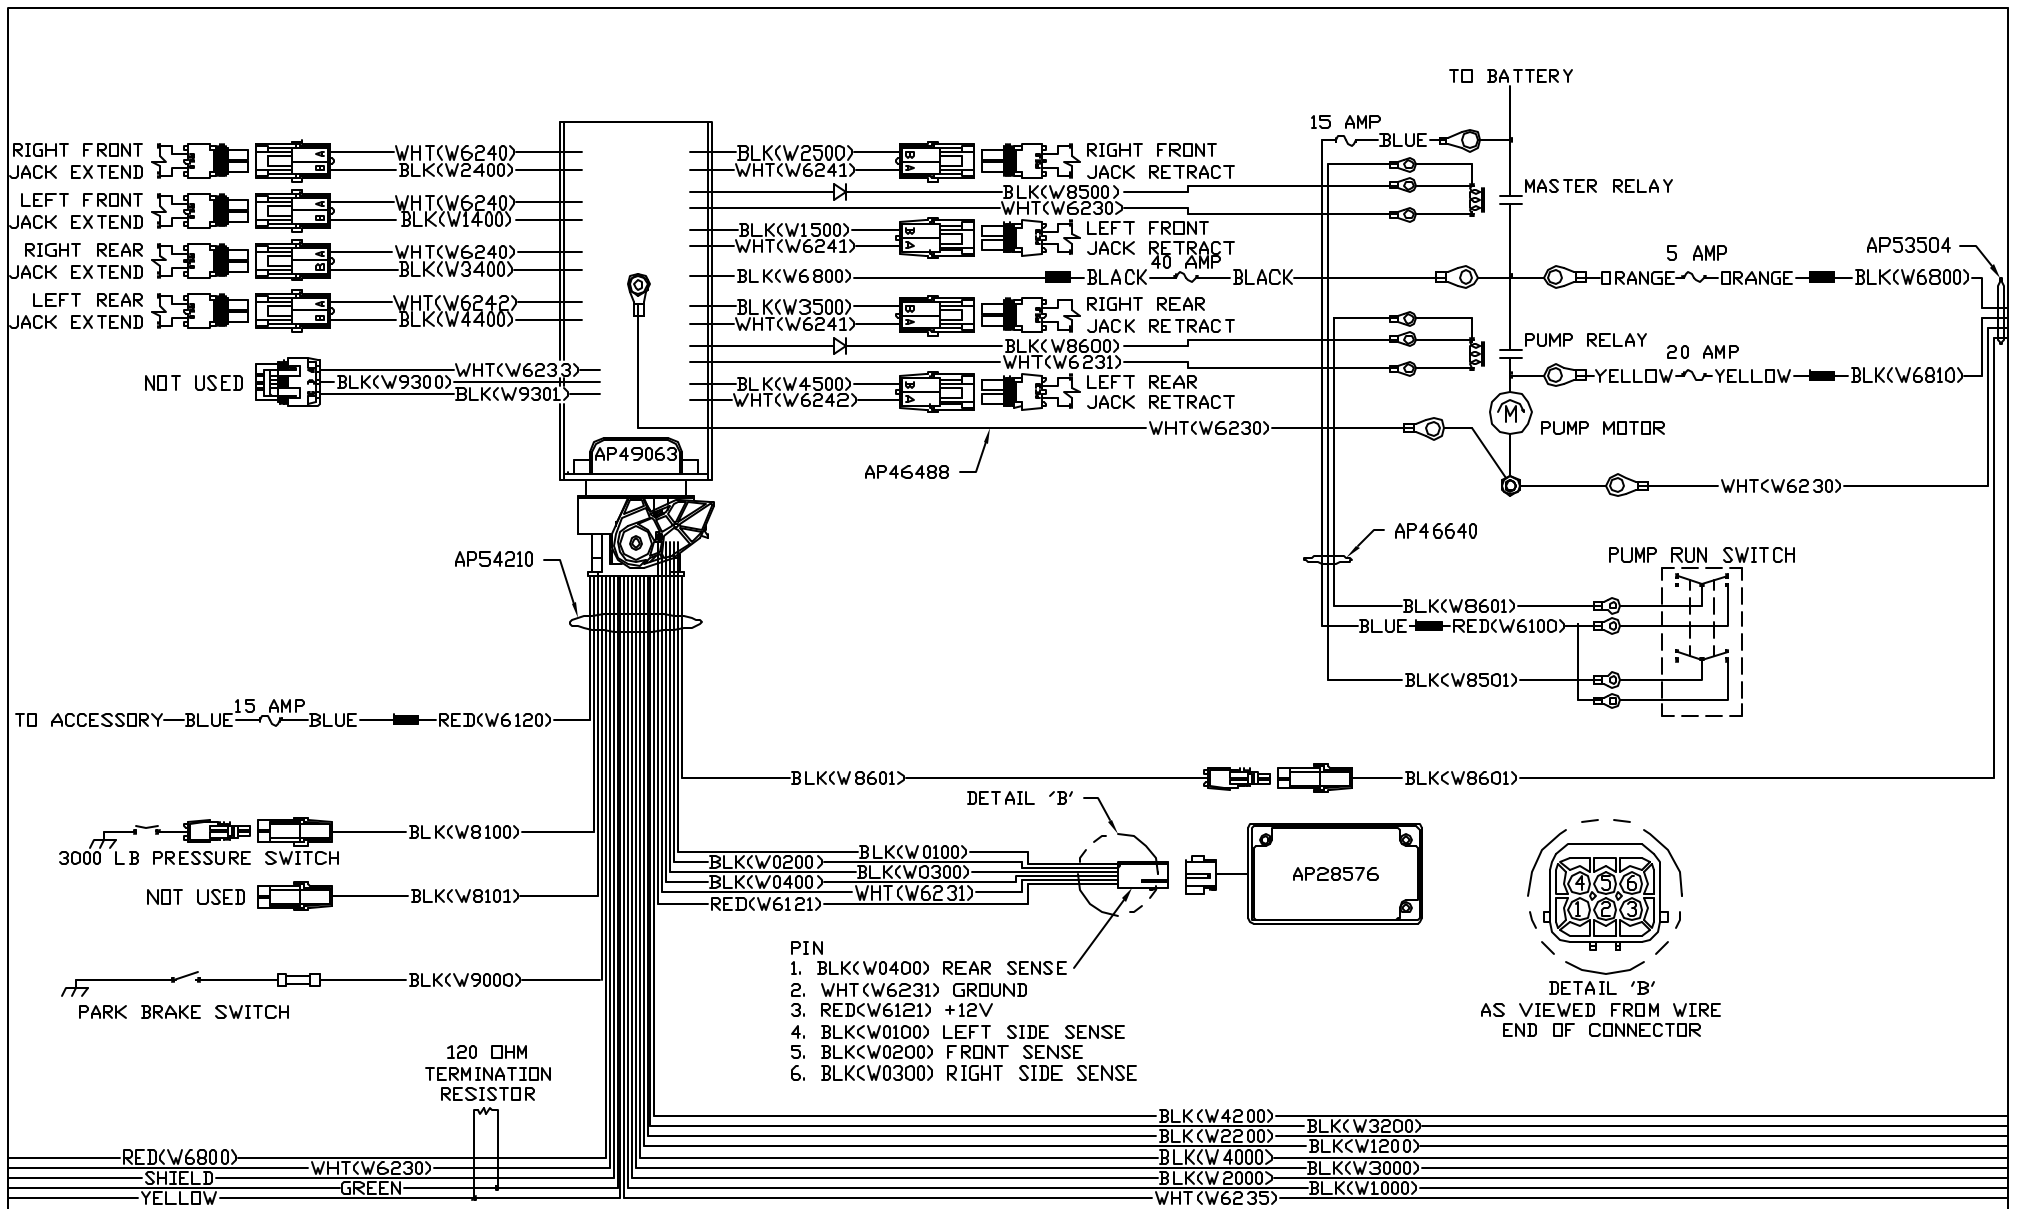 TO BATTERY
15 AMP
BLUE
RIGHT FRONT
JACK EXTEND
WHT(W6240)
BLK(W2400)
A
B
LEFT FRONT
JACK EXTEND
WHT(W6240)
BLK(W1400)
A
B
RIGHT REAR
JACK EXTEND
WHT(W6240)
BLK(W3400)
A
B
LEFT REAR
JACK EXTEND
WHT(W6242)
BLK(W4400)
A
B
NOT USED
WHT(W6233)
BLK(W9300)
BLK(W9301)
BLK(W2500)
WHT(W6241)
B A
RIGHT FRONT
JACK RETRACT
BLK(W8500)
WHT(W6230)
MASTER RELAY
BLK(W1500)
WHT(W6241)
B A
LEFT FRONT
JACK RETRACT
BLK(W6800)
BLACK
40 AMP
BLACK
5 AMP
ORANGE
ORANGE
BLK(W6800)
AP53504
BLK(W3500)
WHT(W6241)
B A
RIGHT REAR
JACK RETRACT
BLK(W8600)
WHT(W6231)
PUMP RELAY
20 AMP
YELLOW
YELLOW
BLK(W6810)
BLK(W4500)
WHT(W6242)
B A
LEFT REAR
JACK RETRACT
WHT(W6230)
M
PUMP MOTOR
AP49063
AP46488
WHT(W6230)
AP54210
AP46640
PUMP RUN SWITCH
BLK(W8601)
BLUE
RED(W6100)
BLK(W8501)
TO ACCESSORY
BLUE
15 AMP
BLUE
RED(W6120)
BLK(W8601)
BLK(W8601)
DETAIL 'B'
BLK(W8100)
3000 LB PRESSURE SWITCH
NOT USED
BLK(W8101)
BLK(W0100)
BLK(W0200)
BLK(W0300)
BLK(W0400)
WHT(W6231)
RED(W6121)
AP28576
4 5 6
1 2 3
PIN
1. BLK(W0400) REAR SENSE
2. WHT(W6231) GROUND
3. RED(W6121) +12V
4. BLK(W0100) LEFT SIDE SENSE
5. BLK(W0200) FRONT SENSE
6. BLK(W0300) RIGHT SIDE SENSE
DETAIL 'B'
AS VIEWED FROM WIRE
END OF CONNECTOR
BLK(W9000)
PARK BRAKE SWITCH
120 OHM
TERMINATION
RESISTOR
RED(W6800)
WHT(W6230)
SHIELD
GREEN
YELLOW
BLK(W4200)
BLK(W3200)
BLK(W2200)
BLK(W1200)
BLK(W4000)
BLK(W3000)
BLK(W2000)
BLK(W1000)
WHT(W6235)